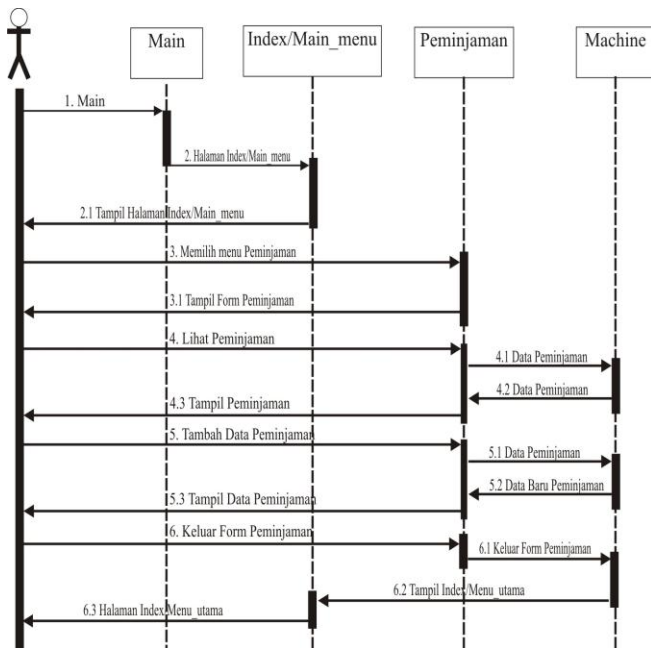 Main
Index/Main_menu
Peminjaman
Machine
1. Main
2. Halaman Index/Main_menu
2.1 Tampil Halaman Index/Main_menu
3. Memilih menu Peminjaman
3.1 Tampil Form Peminjaman
4. Lihat Peminjaman
4.1 Data Peminjaman
4.2 Data Peminjaman
4.3 Tampil Peminjaman
5. Tambah Data Peminjaman
5.1 Data Peminjaman
5.2 Data Baru Peminjaman
5.3 Tampil Data Peminjaman
6. Keluar Form Peminjaman
6.1 Keluar Form Peminjaman
6.2 Tampil Index/Menu_utama
6.3 Halaman Index/Menu_utama